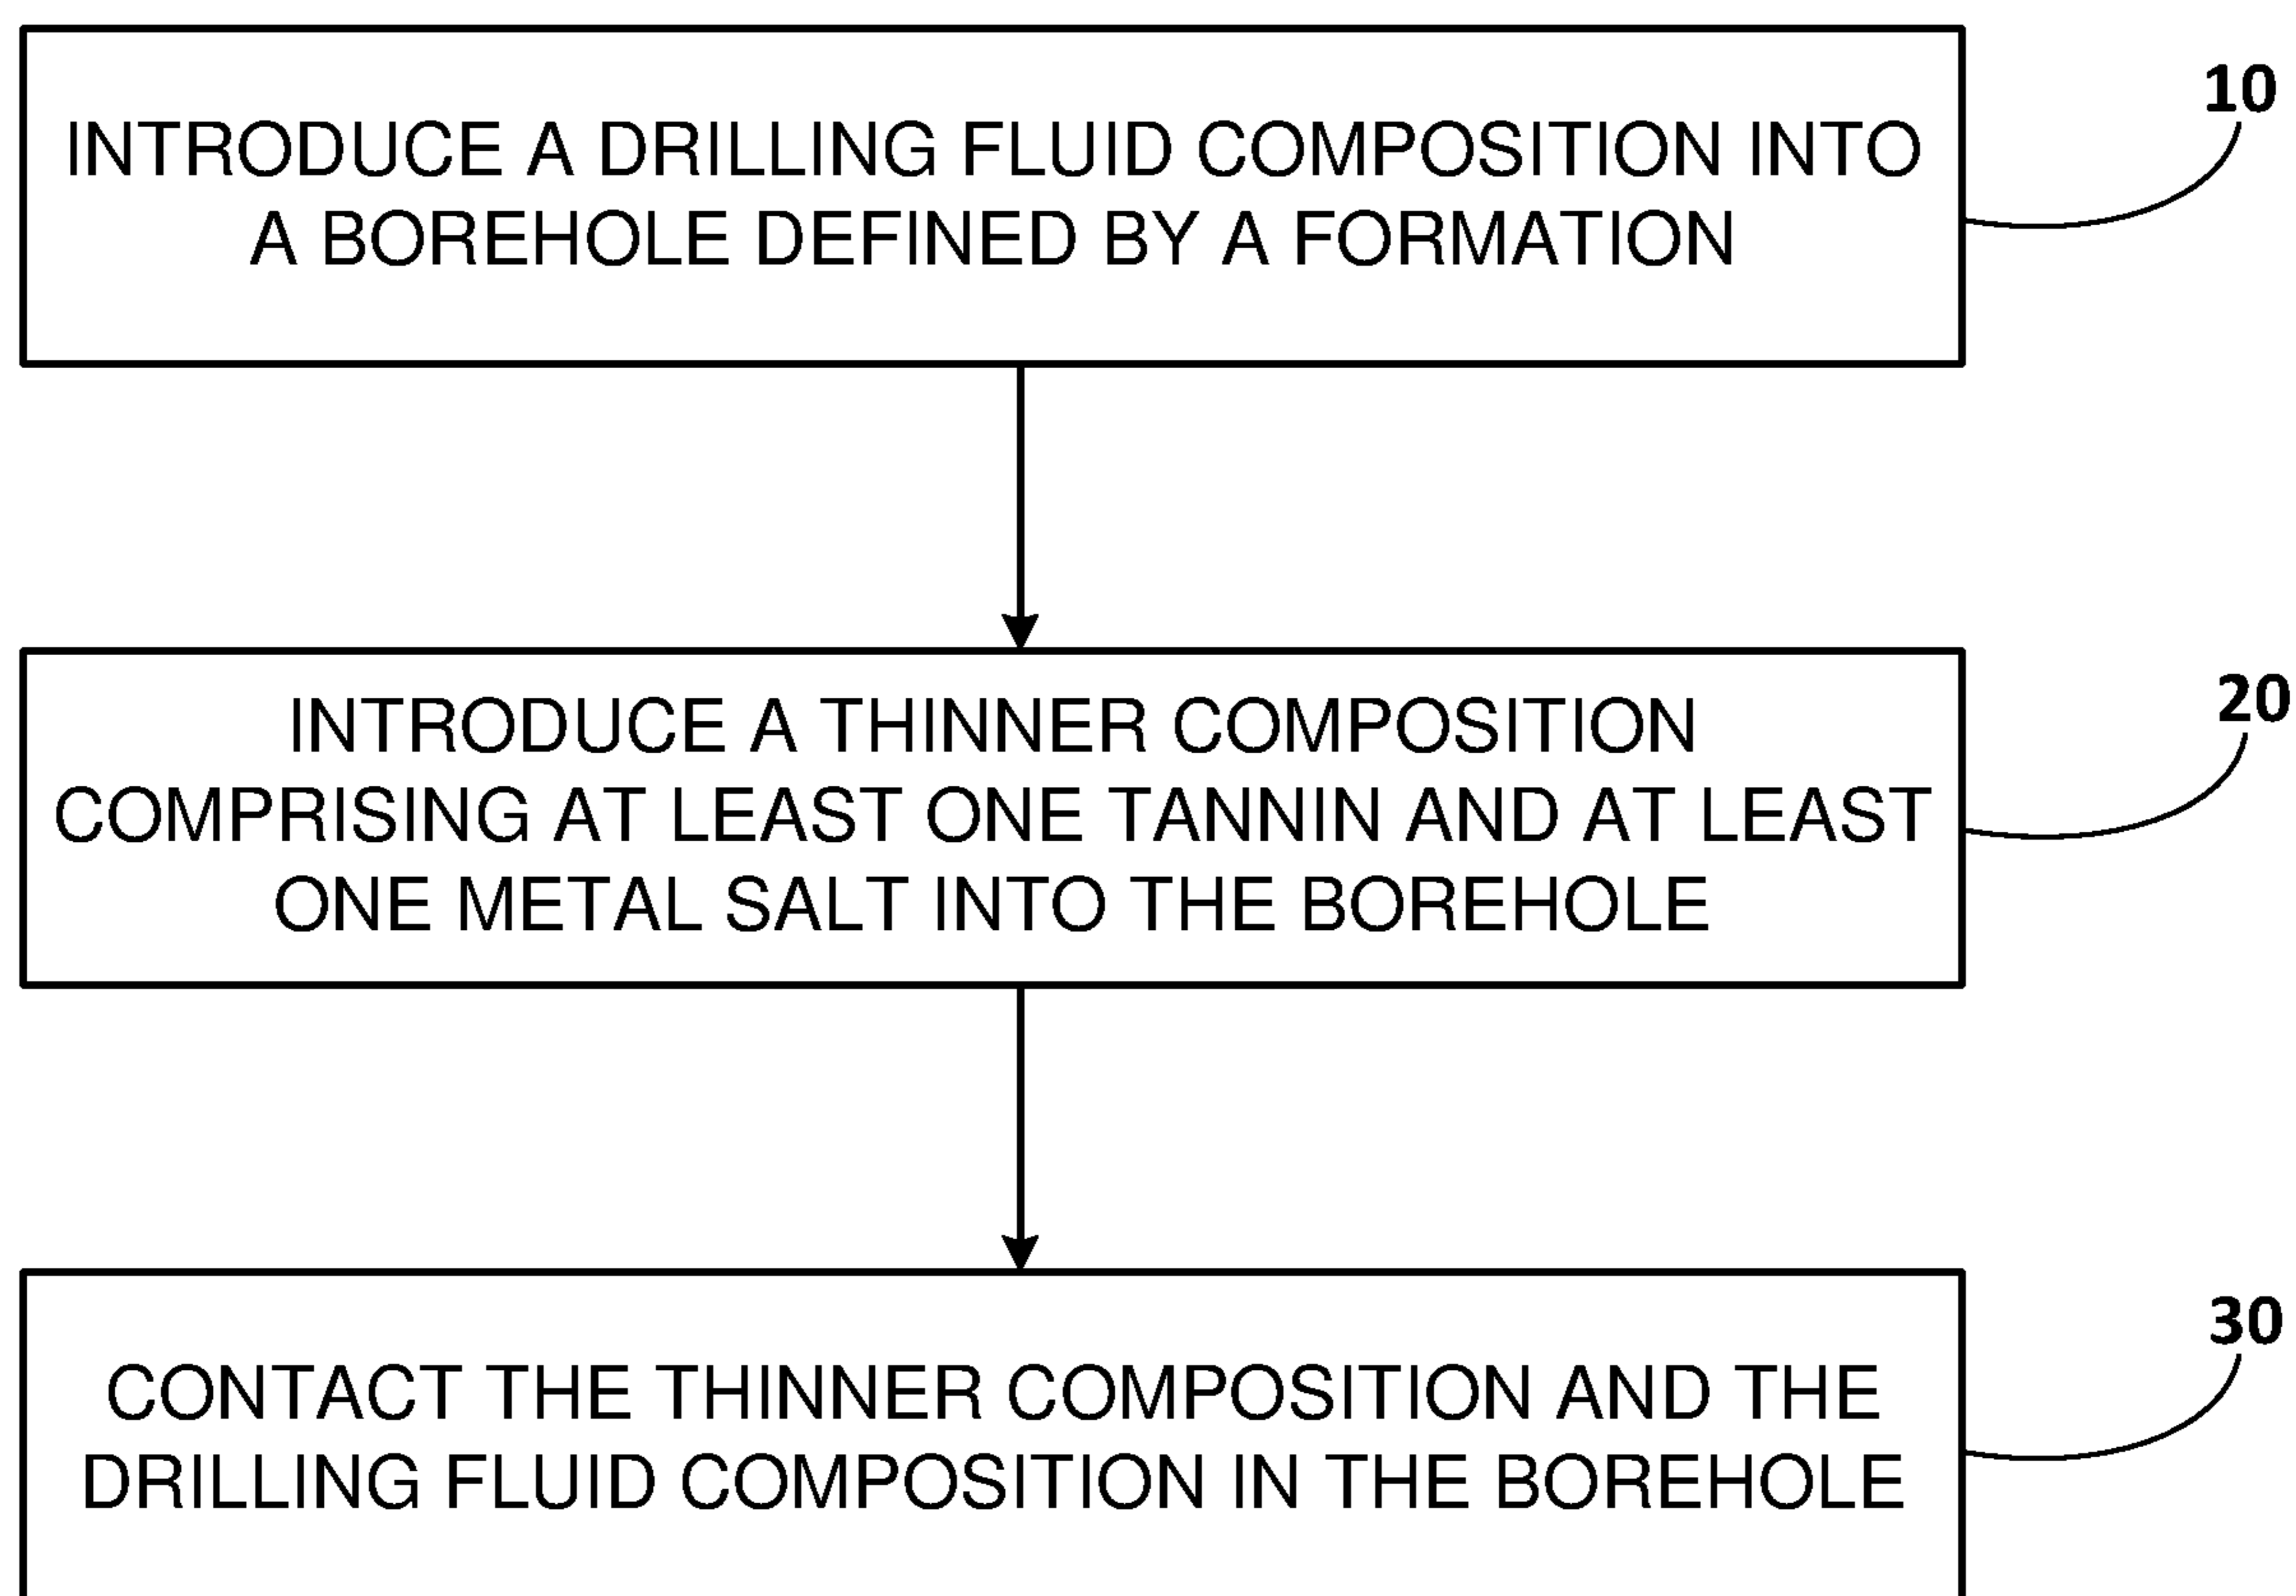 INTRODUCE A DRILLING FLUID COMPOSITION INTO
A BOREHOLE DEFINED BY A FORMATION
10
INTRODUCE A THINNER COMPOSITION
COMPRISING AT LEAST ONE TANNIN AND AT LEAST
ONE METAL SALT INTO THE BOREHOLE
20
CONTACT THE THINNER COMPOSITION AND THE
DRILLING FLUID COMPOSITION IN THE BOREHOLE
30